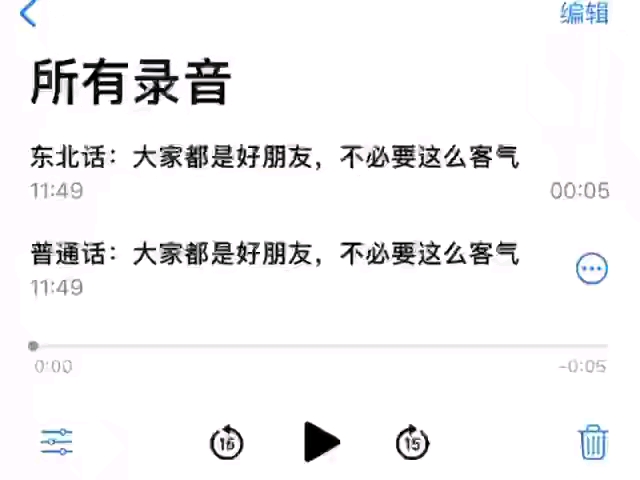 编辑
所有录音
东北话：大家都是好朋友，不必要这么客气
11:49 00:05
普通话：大家都是好朋友，不必要这么客气
11:49
0:00 -0:05
15 15